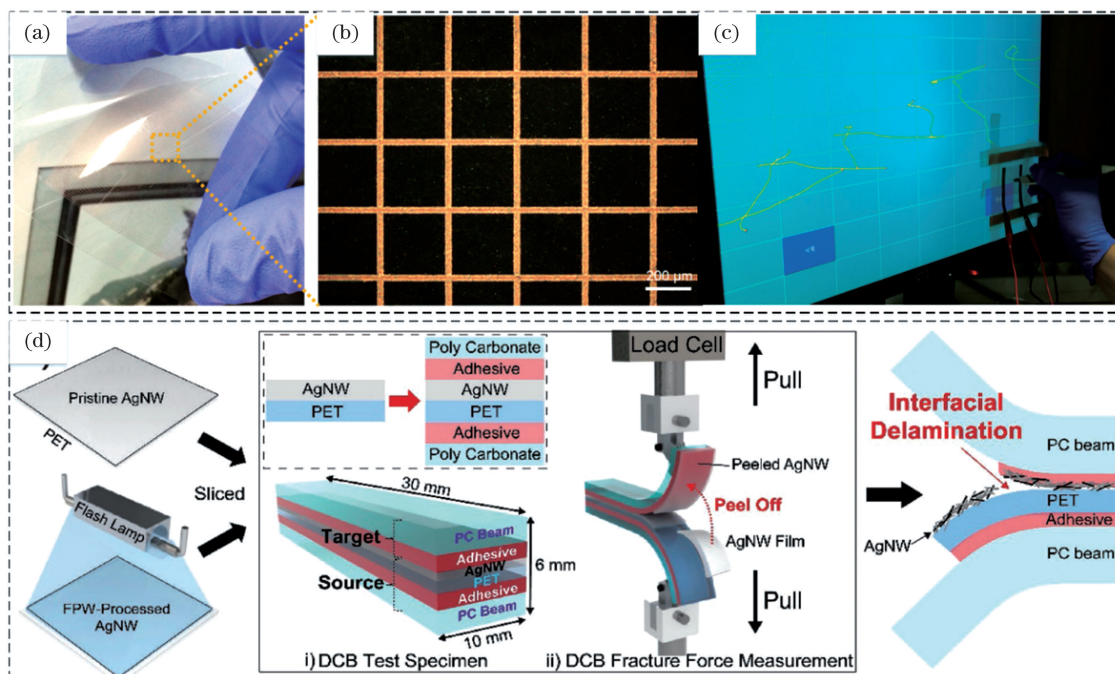 (a)
(b)
(c)
200 μm
(d)
Pristine AgNW
PET
Flash Lamp
FPW-Processed
AgNW
Sliced
AgNW
PET
Poly Carbonate
Adhesive
AgNW
PET
Adhesive
Poly Carbonate
30 mm
Target
Source
PC Beam
Adhesive
AgNW
PET
Adhesive
PC Beam
6 mm
10 mm
i) DCB Test Specimen
Load Cell
Pull
Peeled AgNW
Peel Off
AgNW Film
Pull
ii) DCB Fracture Force Measurement
Interfacial
Delamination
PC beam
PET
Adhesive
AgNW
PC beam